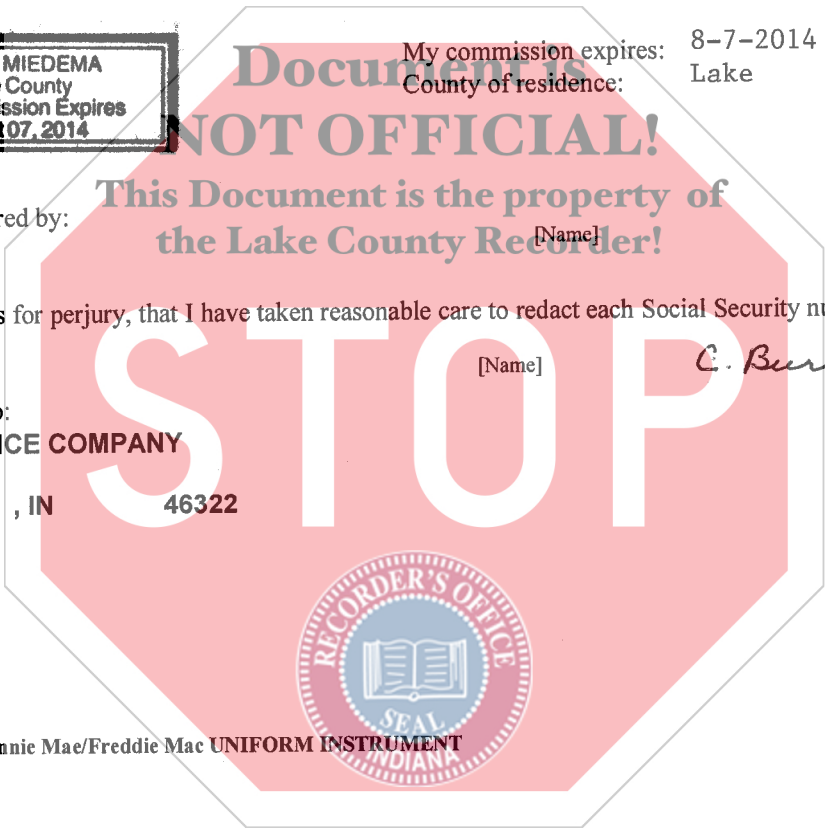 MIEDEMA
County
ssion Expires
07, 2014
My commission expires: 8-7-2014
County of residence: Lake
Document is
NOT OFFICIAL!
This Document is the property of
the Lake County Recorder!
red by:
[Name]
s for perjury, that I have taken reasonable care to redact each Social Security nu
[Name]
C. Bur
STOP
:
ICE COMPANY
, IN 46322
RECORDER'S OFFICE
SEAL
INDIANA
nnie Mae/Freddie Mac UNIFORM INSTRUMENT